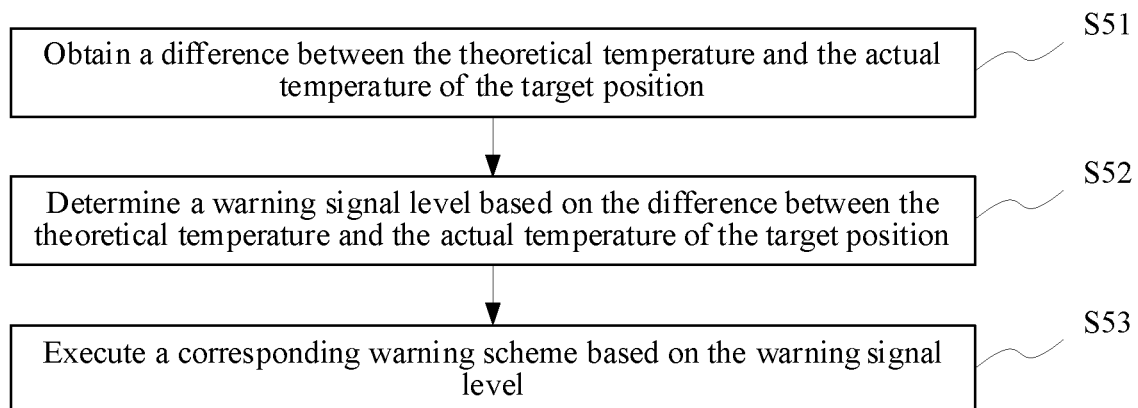 S51
Obtain a difference between the theoretical temperature and the actual
temperature of the target position
S52
Determine a warning signal level based on the difference between the
theoretical temperature and the actual temperature of the target position
S53
Execute a corresponding warning scheme based on the warning signal
level